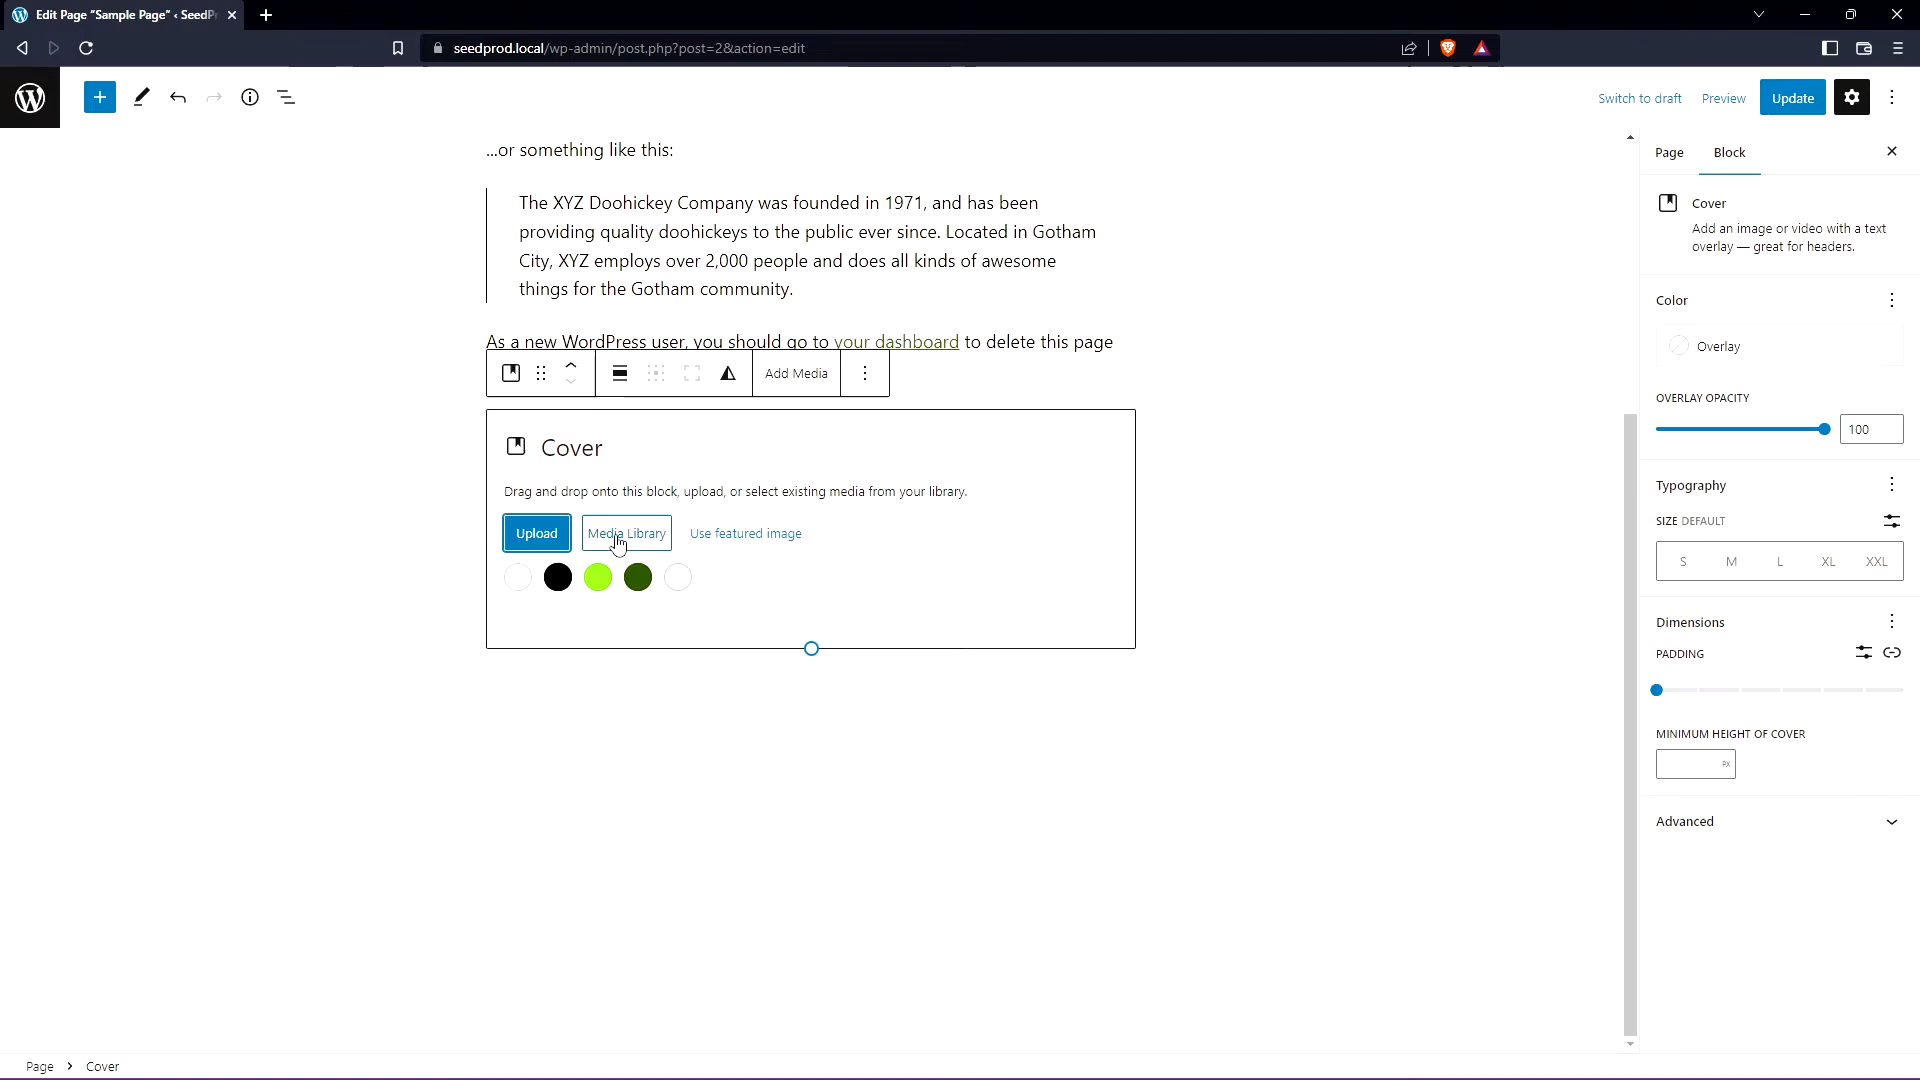 Edit Page “Sample Page” ‹ SeedPr
seedprod.local/wp-admin/post.php?post=2&action=edit
Switch to draft
Preview
Update
...or something like this:
The XYZ Doohickey Company was founded in 1971, and has been
providing quality doohickeys to the public ever since. Located in Gotham
City, XYZ employs over 2,000 people and does all kinds of awesome
things for the Gotham community.
As a new WordPress user, you should go to your dashboard to delete this page
Add Media
Cover
Drag and drop onto this block, upload, or select existing media from your library.
Upload
Media Library
Use featured image
Page
Block
Cover
Add an image or video with a text
overlay — great for headers.
Color
Overlay
OVERLAY OPACITY
100
Typography
SIZE DEFAULT
S M L XL XXL
Dimensions
PADDING
MINIMUM HEIGHT OF COVER
PX
Advanced
Page
Cover